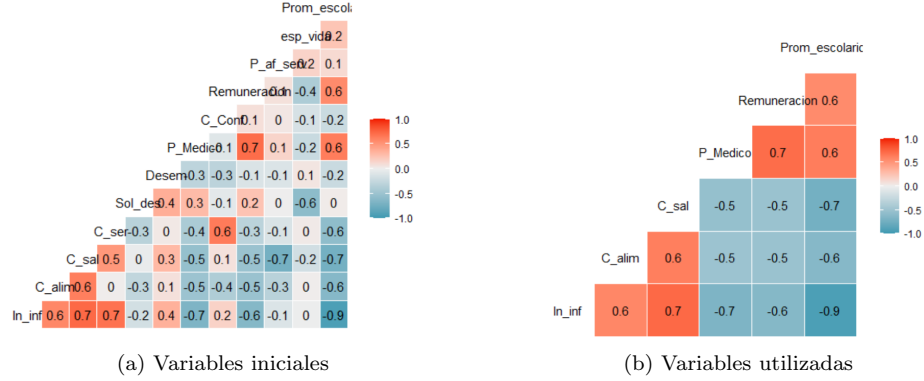 Prom_escola
esp_vida 0.2
P_af_serv 0.2 0.1
Remuneracion 0.1 -0.4 0.6
C_Conf 0.1 0 -0.1 -0.2
P_Medico -0.1 0.7 0.1 -0.1 0.6
Desem -0.3 -0.3 -0.1 -0.1 0.1 -0.2
Sol_des 0.4 0.3 -0.1 0.2 0 -0.6 0
C_ser -0.3 0 -0.4 0.6 -0.3 -0.1 0 -0.6
C_sal 0.5 0 0.3 -0.5 0.1 -0.5 -0.7 -0.2 -0.7
C_alim 0.6 0 -0.3 0.1 -0.5 -0.4 -0.5 -0.3 0 -0.6
In_inf 0.6 0.7 0.7 -0.2 0.4 -0.7 0.2 -0.6 -0.1 0 -0.9
1.0
0.5
0.0
-0.5
-1.0
(a) Variables iniciales
Prom_escolaric
Remuneracion 0.6
P_Medico 0.7 0.6
C_sal -0.5 -0.5 -0.7
C_alim 0.6 -0.5 -0.5 -0.6
In_inf 0.6 0.7 -0.7 -0.6 -0.9
1.0
0.5
0.0
-0.5
-1.0
(b) Variables utilizadas